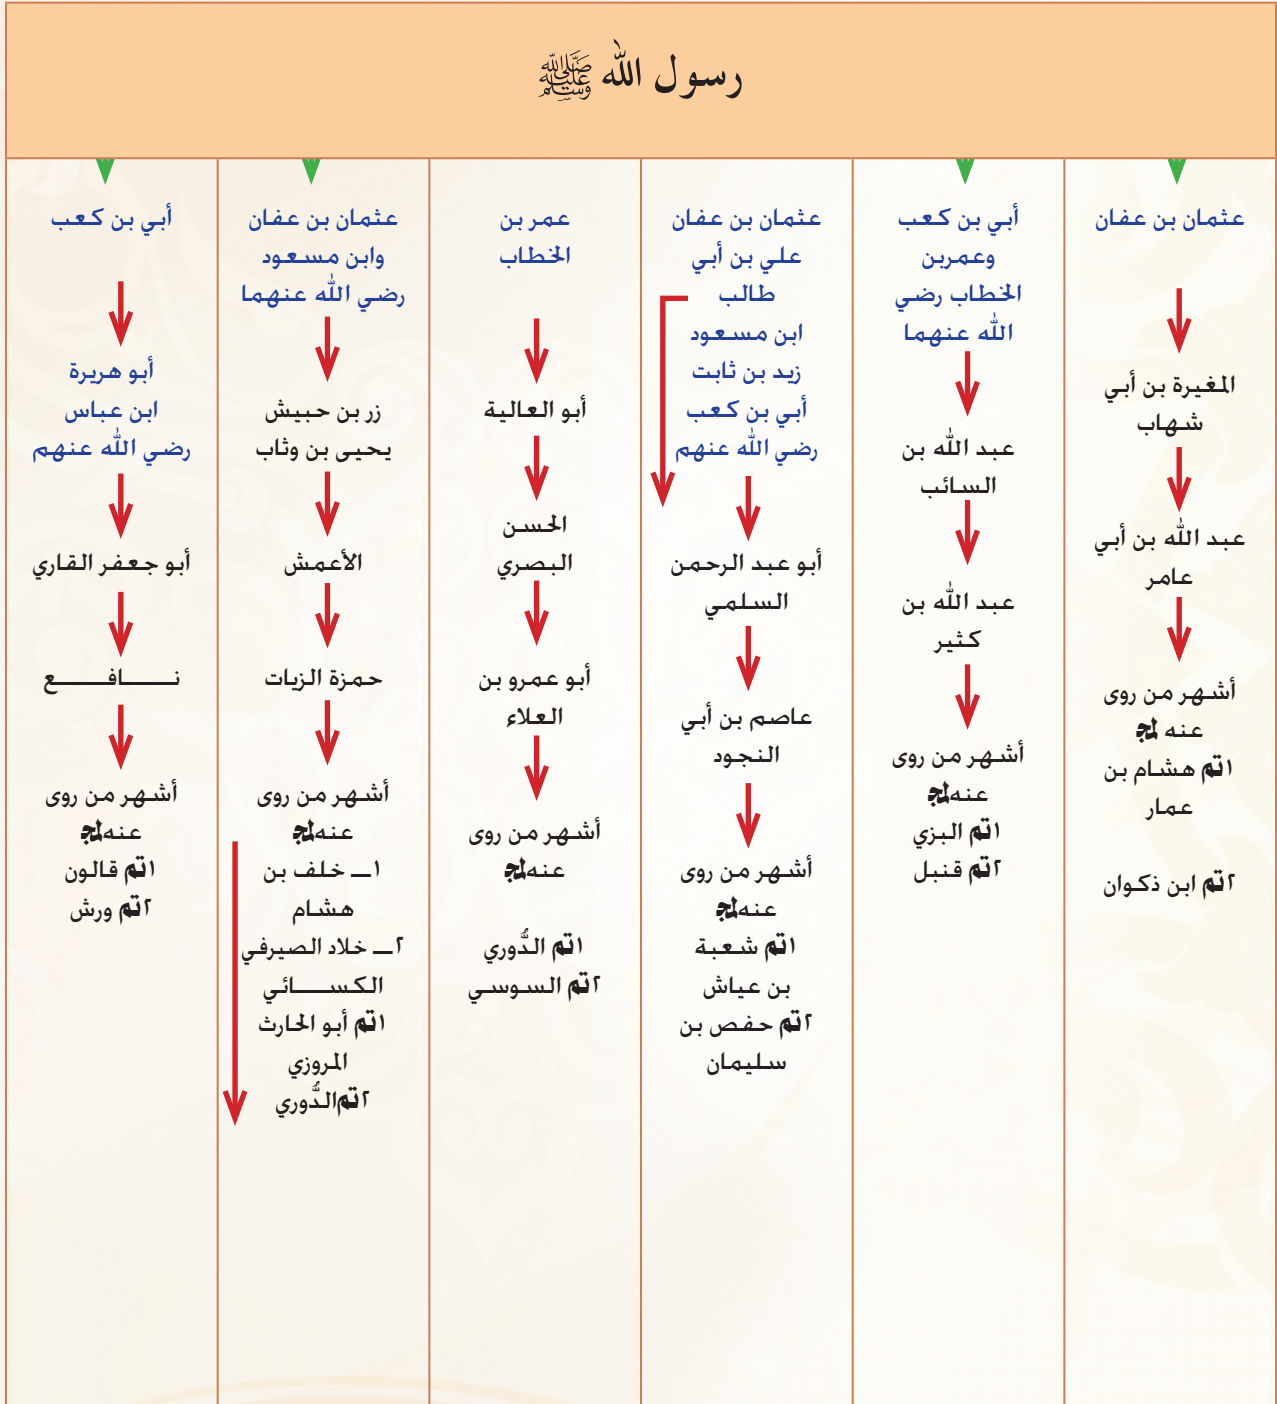 رسول الله ﷺ
عثمان بن عفان
المغيرة بن أبي
شهاب
عبد الله بن أبي
عامر
أشهر من روى
عنه
١ هشام بن
عمار
٢ ابن ذكوان
أبي بن كعب
وعمربن
الخطاب رضي
الله عنهما
عبد الله بن
السائب
عبد الله بن
كثير
أشهر من روى
عنه
١ البزي
٢ قنبل
عثمان بن عفان
علي بن أبي
طالب
ابن مسعود
زيد بن ثابت
أبي بن كعب
رضي الله عنهم
أبو عبد الرحمن
السلمي
عاصم بن أبي
النجود
أشهر من روى
عنه
١ شعبة
بن عياش
٢ حفص بن
سليمان
عمر بن
الخطاب
أبو العالية
الحسن
البصري
أبو عمرو بن
العلاء
أشهر من روى
عنه
١ الدُّوري
٢ السوسي
عثمان بن عفان
وابن مسعود
رضي الله عنهما
زر بن حبيش
يحيى بن وثاب
الأعمش
حمزة الزيات
أشهر من روى
عنه
١ــ خلف بن
هشام
٢ــ خلاد الصيرفي
الكســـــائي
١ أبو الحارث
المروزي
٢ الدُّوري
أبي بن كعب
أبو هريرة
ابن عباس
رضي الله عنهم
أبو جعفر القاري
نـــــــافـــــــع
أشهر من روى
عنه
١ قالون
٢ ورش